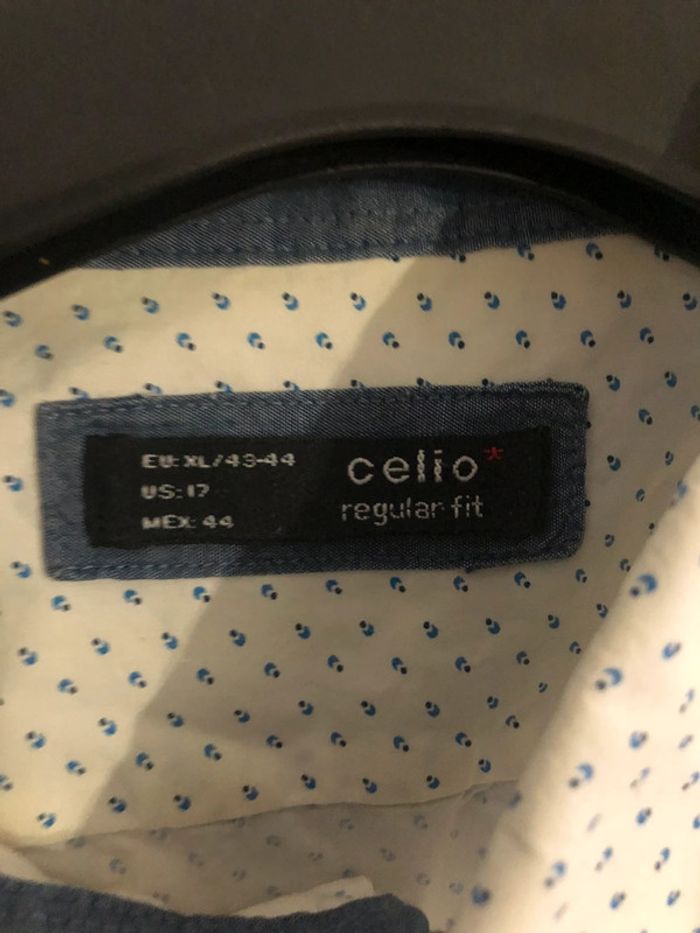 EU: XL/43-44
US: 17
MEX: 44
celio*
regular fit